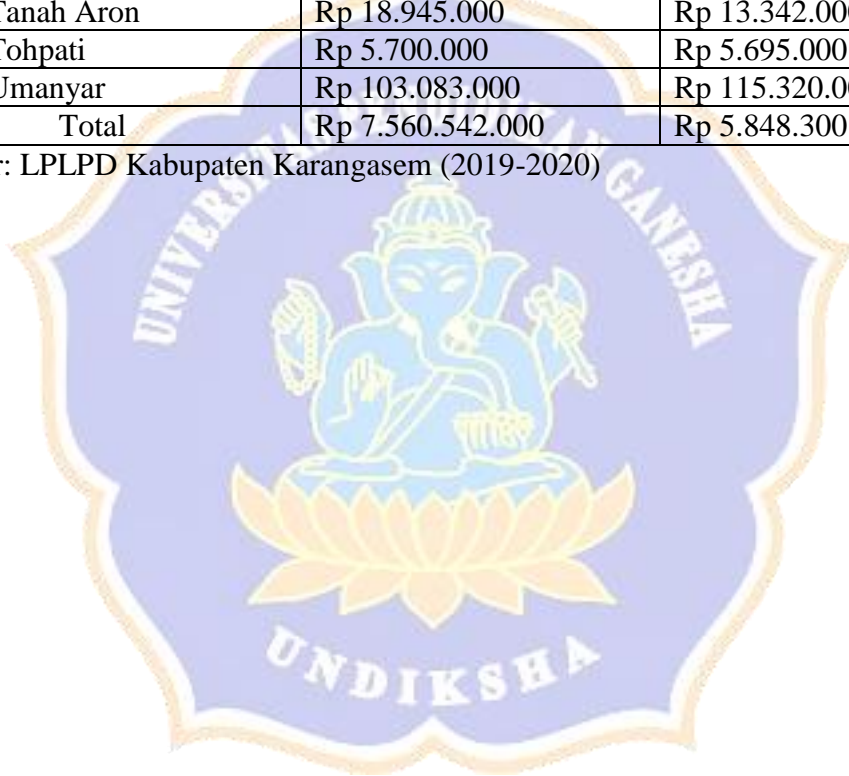 Tanah Aron Rp 18.945.000 Rp 13.342.000
Tohpati Rp 5.700.000 Rp 5.695.000
Umanyar Rp 103.083.000 Rp 115.320.00
Total Rp 7.560.542.000 Rp 5.848.300
r: LPLPD Kabupaten Karangasem (2019-2020)
UNIVERSITAS PENDIDIKAN GANESHA
UNDIKSHA